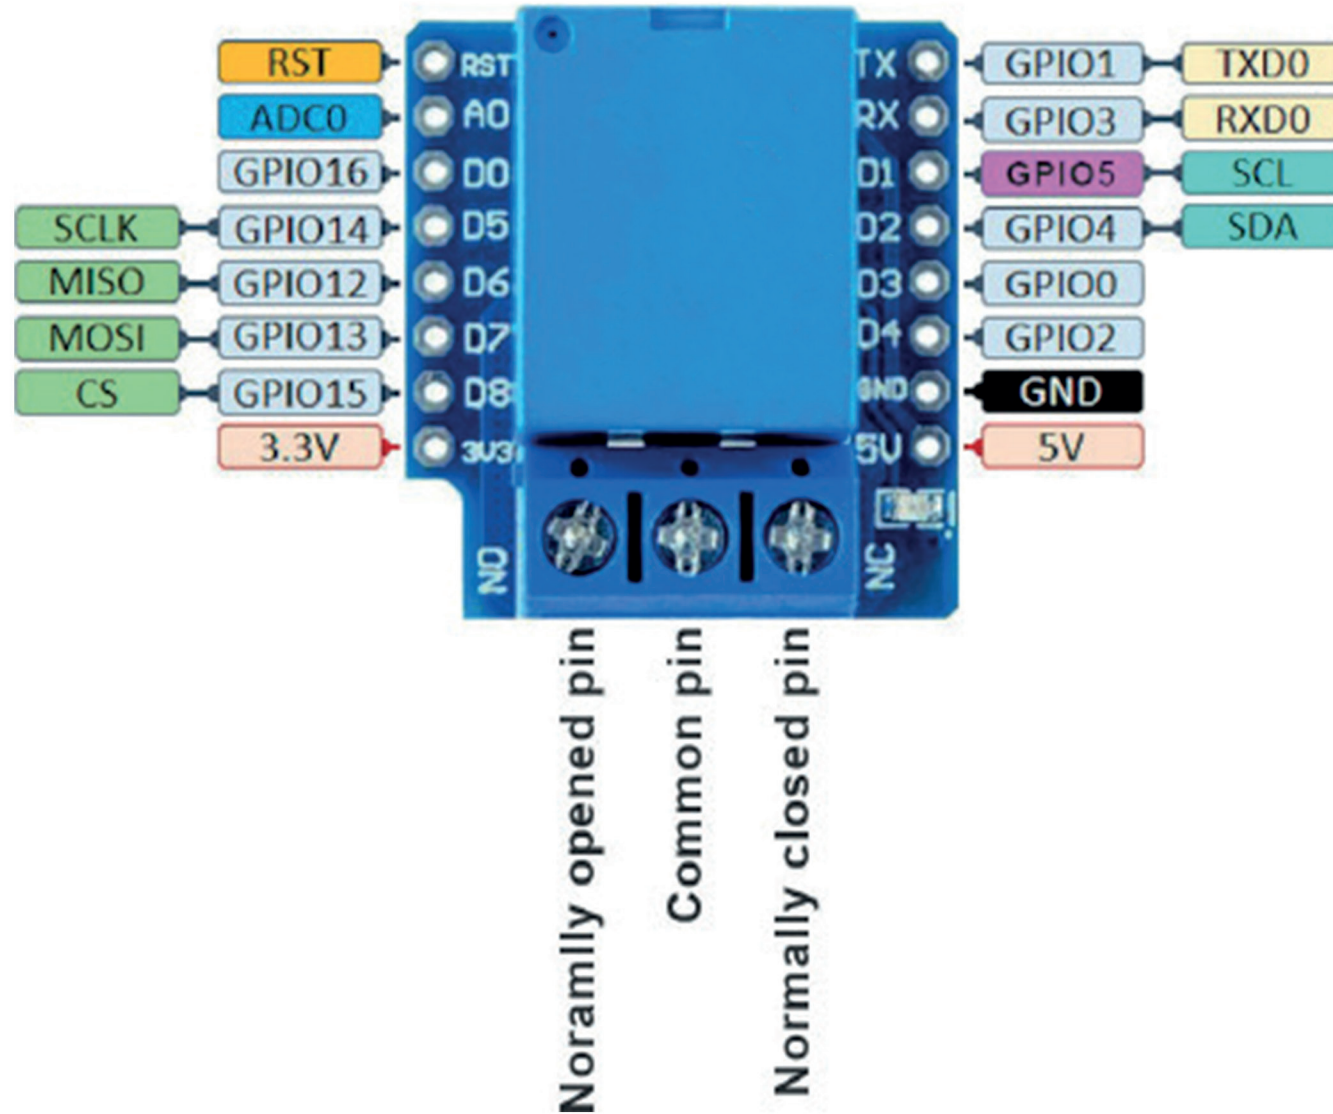 RST RST TX GPIO1 TXD0
ADC0 A0 RX GPIO3 RXD0
GPIO16 D0 D1 GPIO5 SCL
SCLK GPIO14 D5 D2 GPIO4 SDA
MISO GPIO12 D6 D3 GPIO0
MOSI GPIO13 D7 D4 GPIO2
CS GPIO15 D8 GND GND
3.3V 3V3 5V 5V
NO NC
Noramlly opened pin
Common pin
Normally closed pin